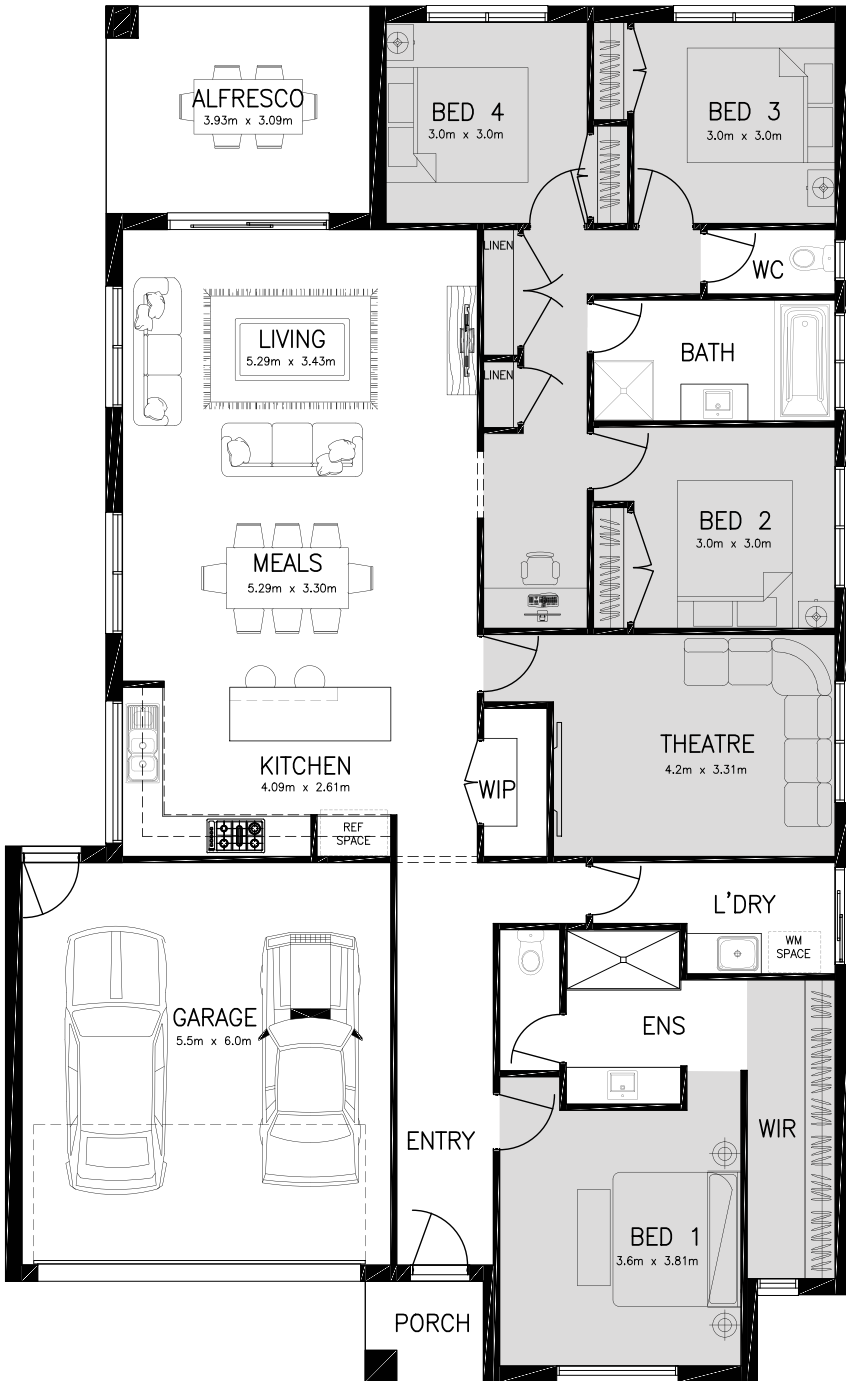 ALFRESCO
3.93m x 3.09m
BED 4
3.0m x 3.0m
BED 3
3.0m x 3.0m
LINEN
WC
LIVING
5.29m x 3.43m
BATH
LINEN
BED 2
3.0m x 3.0m
MEALS
5.29m x 3.30m
THEATRE
4.2m x 3.31m
KITCHEN
4.09m x 2.61m
WIP
REF
SPACE
L'DRY
WM
SPACE
GARAGE
5.5m x 6.0m
ENS
ENTRY
WIR
BED 1
3.6m x 3.81m
PORCH